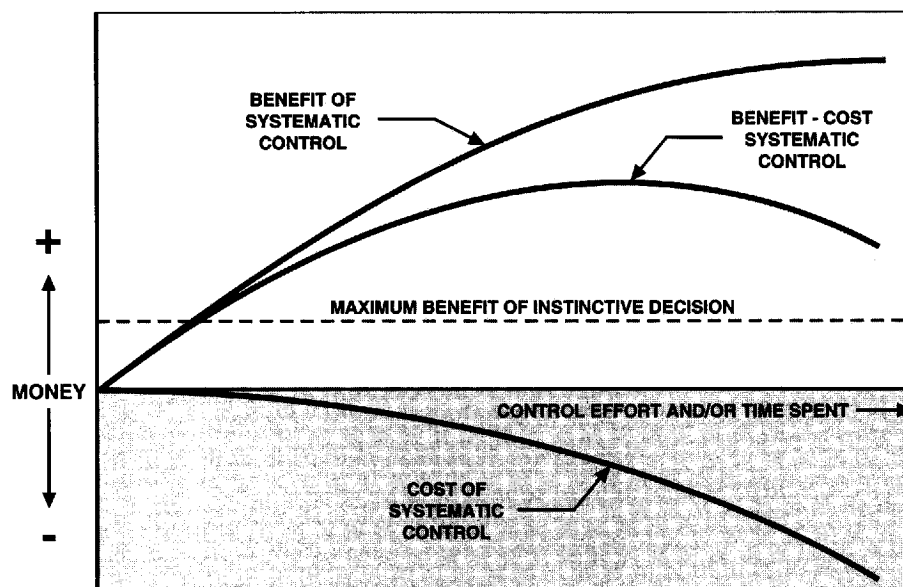 BENEFIT OF
SYSTEMATIC
CONTROL
BENEFIT - COST
SYSTEMATIC
CONTROL
+
MAXIMUM BENEFIT OF INSTINCTIVE DECISION
MONEY
CONTROL EFFORT AND/OR TIME SPENT
COST OF
SYSTEMATIC
CONTROL
-